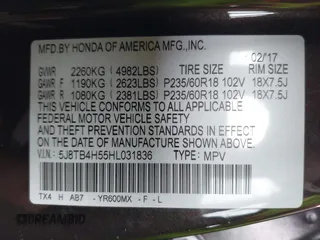 MFD.BY HONDA OF AMERICA MFG.,INC.
02/17
GVWR 2260KG (4982LBS) TIRE SIZE RIM SIZE
GAWR F 1190KG (2623LBS) P235/60R18 102V 18X7.5J
GAWR R 1080KG (2381LBS) P235/60R18 102V 18X7.5J
THIS VEHICLE CONFORMS TO ALL APPLICABLE
FEDERAL MOTOR VEHICLE SAFETY AND THEFT
PREVENTION STANDARDS IN EFFECT
ON THE DATE OF MANUFACTURE SHOWN ABOVE.
V.I.N: 5J8TB4H55HL031836 TYPE: MPV
TX4 H AB7 - YR600MX - F - L
DREAMBID